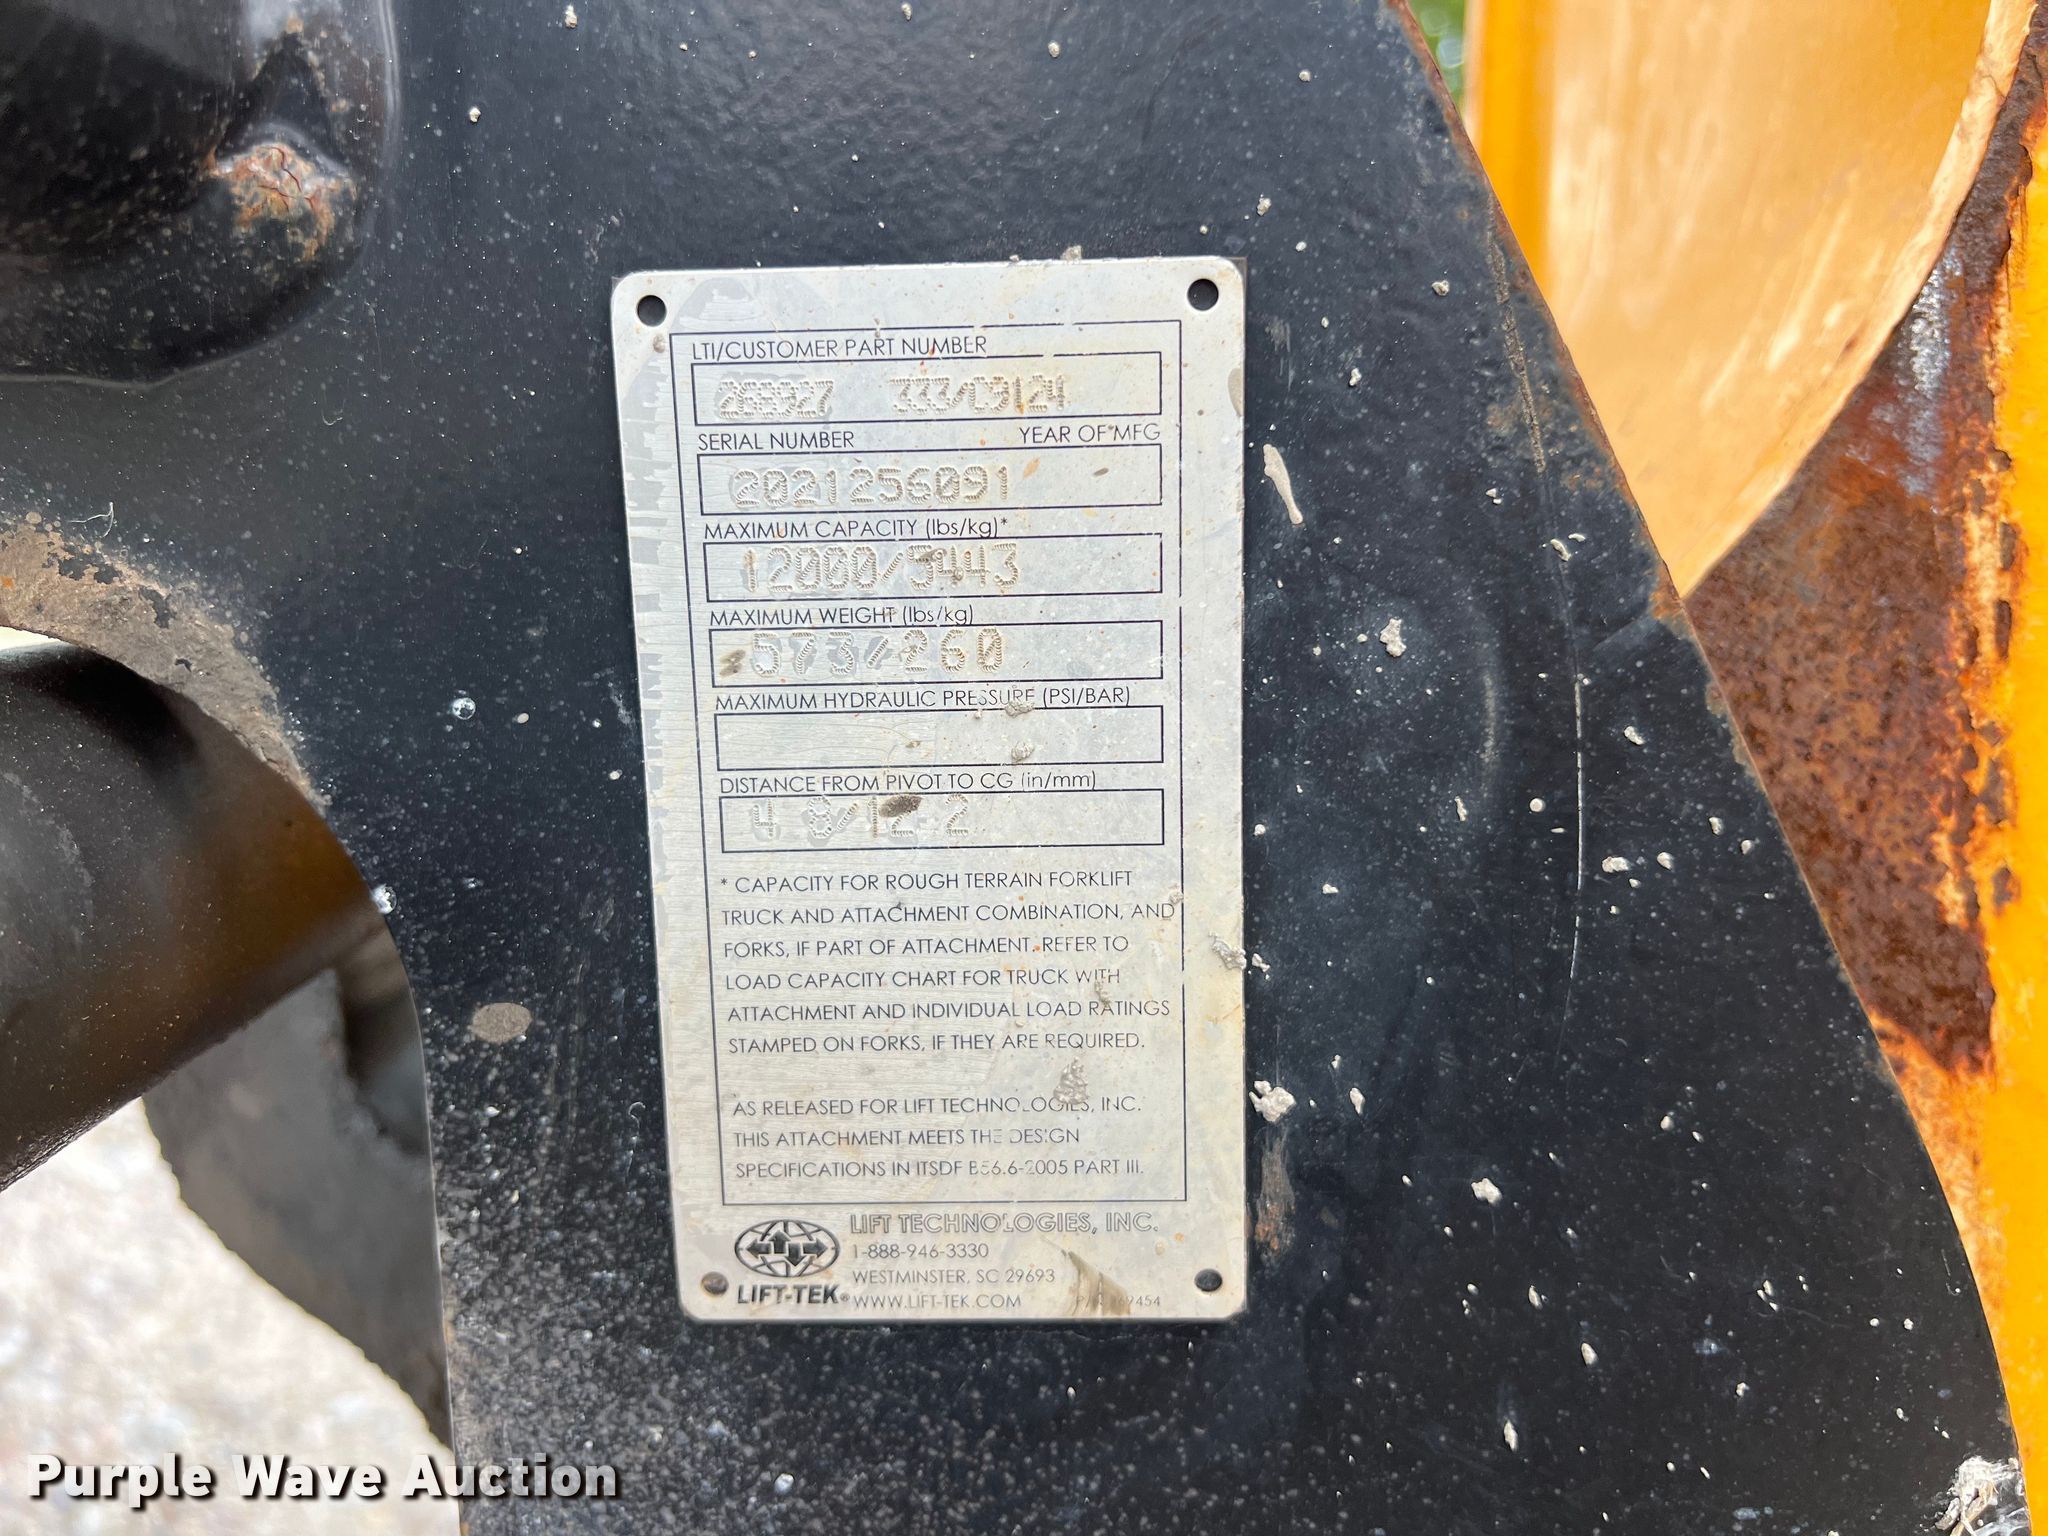 LTI/CUSTOMER PART NUMBER
268927 333/C9124
SERIAL NUMBER YEAR OF MFG
2021256091
MAXIMUM CAPACITY (lbs/kg)*
12000/5443
MAXIMUM WEIGHT (lbs/kg)
573/260
MAXIMUM HYDRAULIC PRESSURE (PSI/BAR)
DISTANCE FROM PIVOT TO CG (in/mm)
* CAPACITY FOR ROUGH TERRAIN FORKLIFT
TRUCK AND ATTACHMENT COMBINATION, AND
FORKS, IF PART OF ATTACHMENT. REFER TO
LOAD CAPACITY CHART FOR TRUCK WITH
ATTACHMENT AND INDIVIDUAL LOAD RATINGS
STAMPED ON FORKS, IF THEY ARE REQUIRED.
AS RELEASED FOR LIFT TECHNOLOGIES, INC.
THIS ATTACHMENT MEETS THE DESIGN
SPECIFICATIONS IN ITSDF B56.6-2005 PART III.
LIFT TECHNOLOGIES, INC.
1-888-946-3330
WESTMINSTER, SC 29693
LIFT-TEK® WWW.LIFT-TEK.COM
Purple Wave Auction